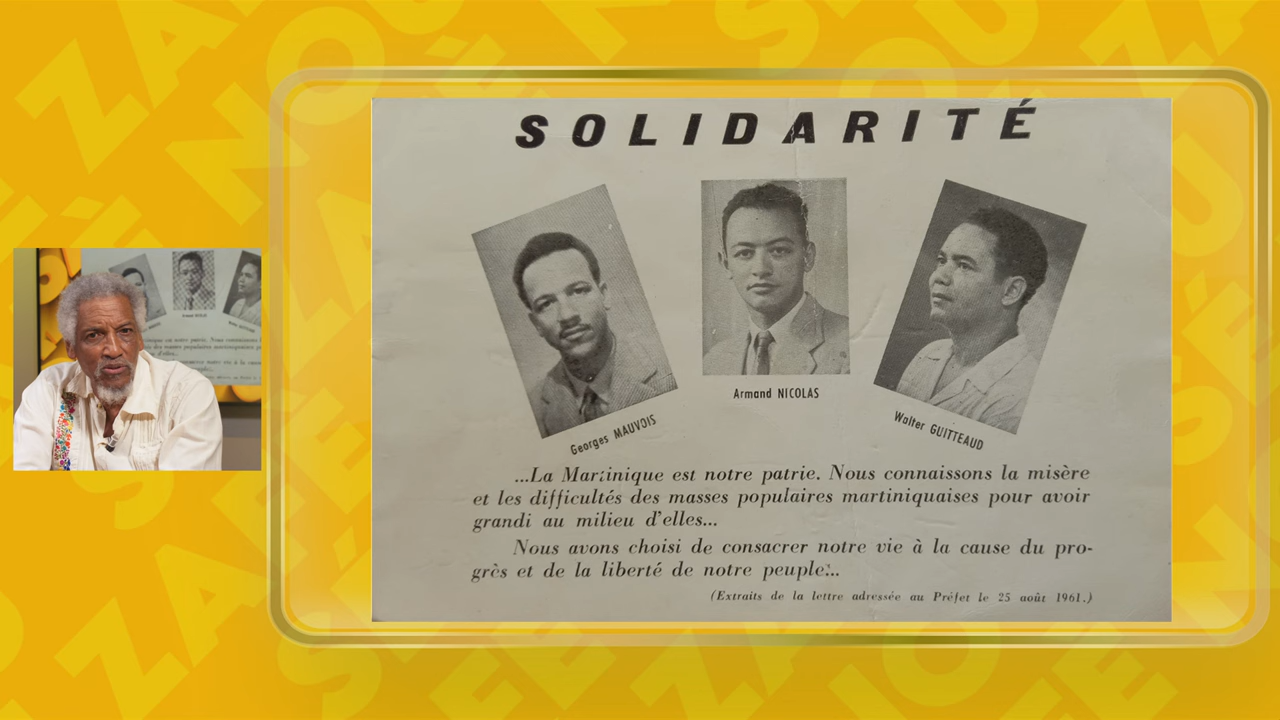 SOLIDARITÉ
Georges MAUVOIS
Armand NICOLAS
Walter GUITTEAUD
...La Martinique est notre patrie. Nous connaissons la misère
et les difficultés des masses populaires martiniquaises pour avoir
grandi au milieu d'elles...
Nous avons choisi de consacrer notre vie à la cause du pro-
grès et de la liberté de notre peuple...
(Extraits de la lettre adressée au Préfet le 25 août 1961.)